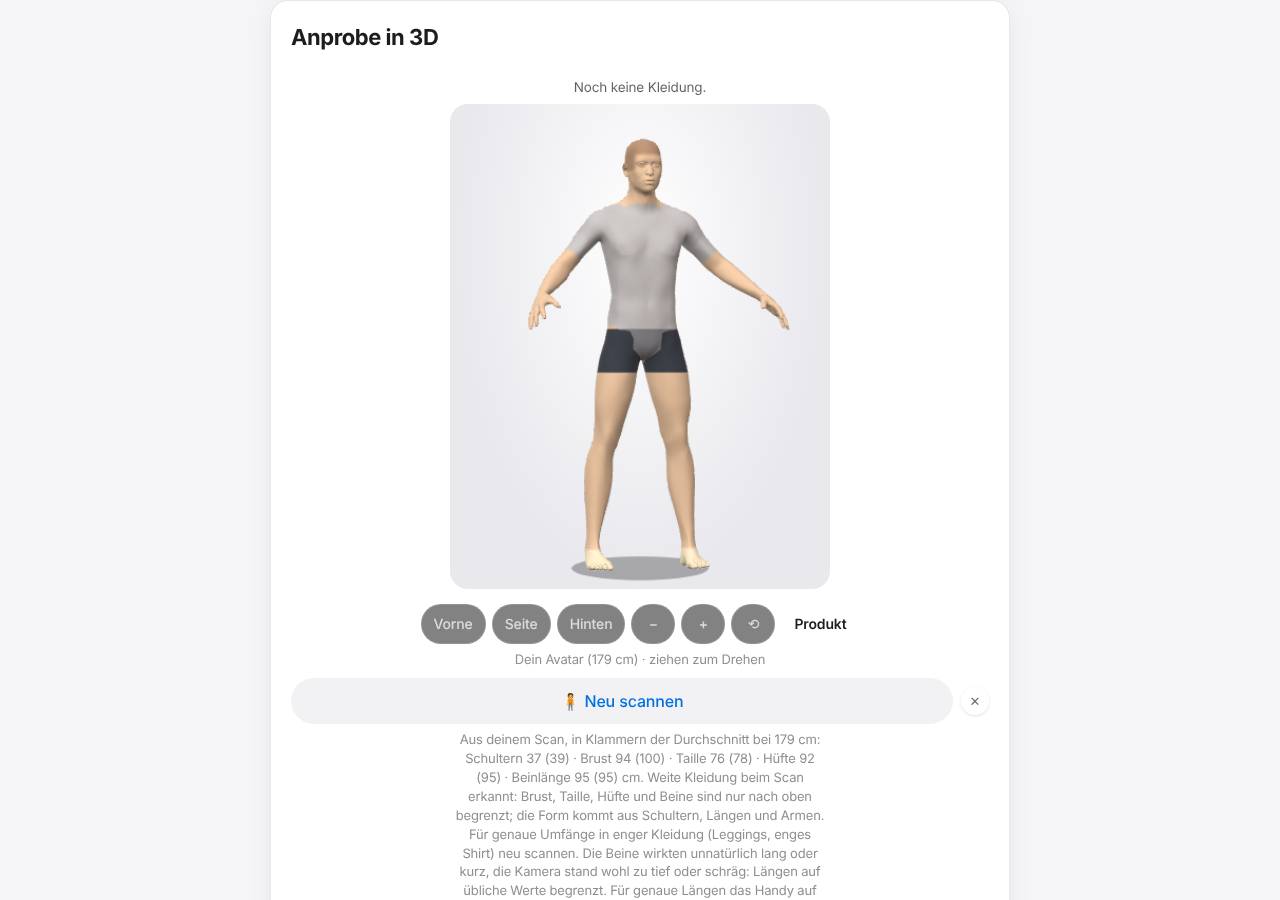 Anprobe in 3D
Noch keine Kleidung.
Vorne Seite Hinten − + ⟲ Produkt
Dein Avatar (179 cm) · ziehen zum Drehen
🧍 Neu scannen ×
Aus deinem Scan, in Klammern der Durchschnitt bei 179 cm:
Schultern 37 (39) · Brust 94 (100) · Taille 76 (78) · Hüfte 92
(95) · Beinlänge 95 (95) cm. Weite Kleidung beim Scan
erkannt: Brust, Taille, Hüfte und Beine sind nur nach oben
begrenzt; die Form kommt aus Schultern, Längen und Armen.
Für genaue Umfänge in enger Kleidung (Leggings, enges
Shirt) neu scannen. Die Beine wirkten unnatürlich lang oder
kurz, die Kamera stand wohl zu tief oder schräg: Längen auf
übliche Werte begrenzt. Für genaue Längen das Handy auf